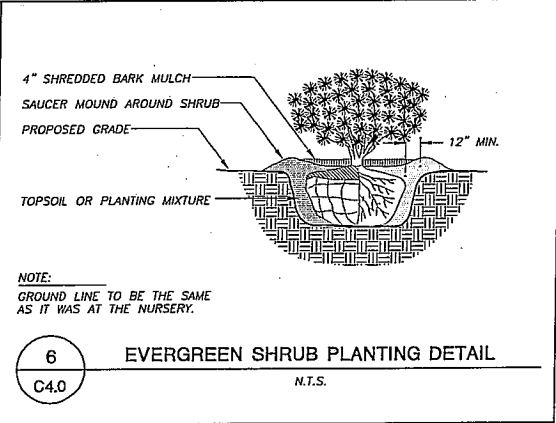 4" SHREDDED BARK MULCH
SAUCER MOUND AROUND SHRUB
PROPOSED GRADE
12" MIN.
TOPSOIL OR PLANTING MIXTURE
NOTE:
GROUND LINE TO BE THE SAME
AS IT WAS AT THE NURSERY.
6
C4.0
EVERGREEN SHRUB PLANTING DETAIL
N.T.S.